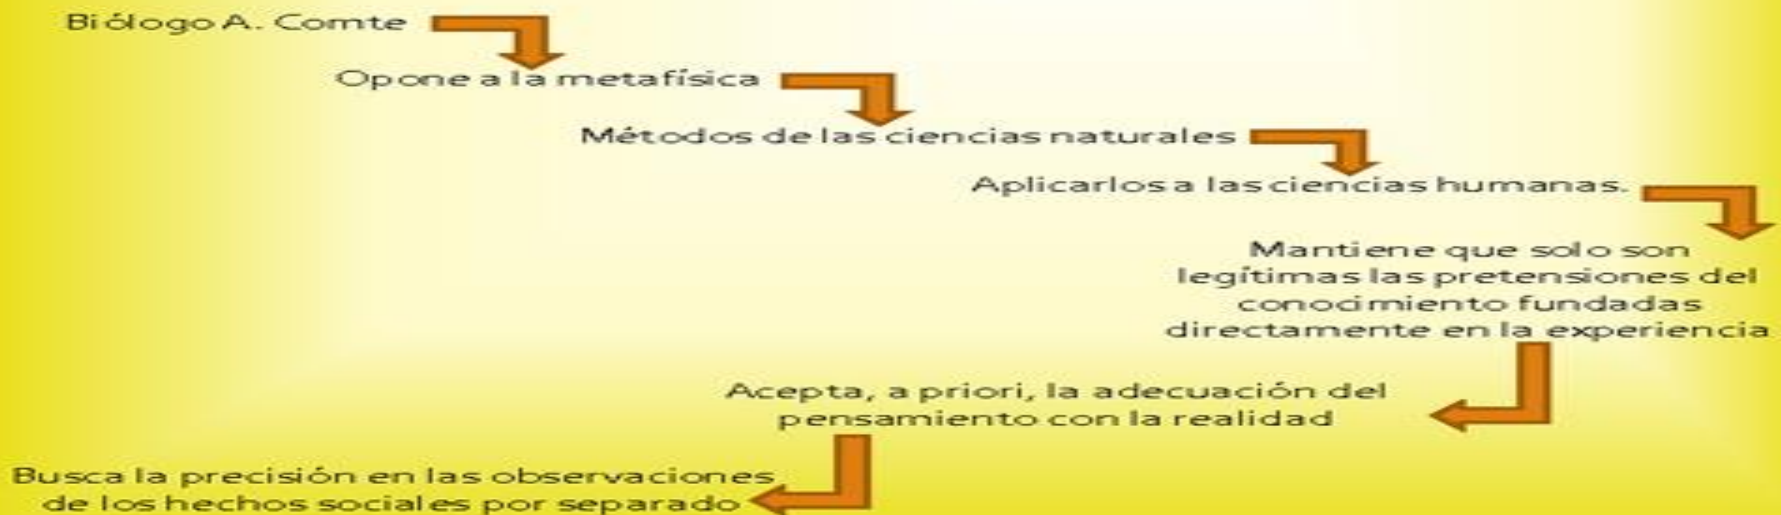 Biólogo A. Comte
Opone a la metafísica
Métodos de las ciencias naturales
Aplicarlos a las ciencias humanas.
Mantiene que solo son
legítimas las pretensiones del
conocimiento fundadas
directamente en la experiencia
Acepta, a priori, la adecuación del
pensamiento con la realidad
Busca la precisión en las observaciones
de los hechos sociales por separado